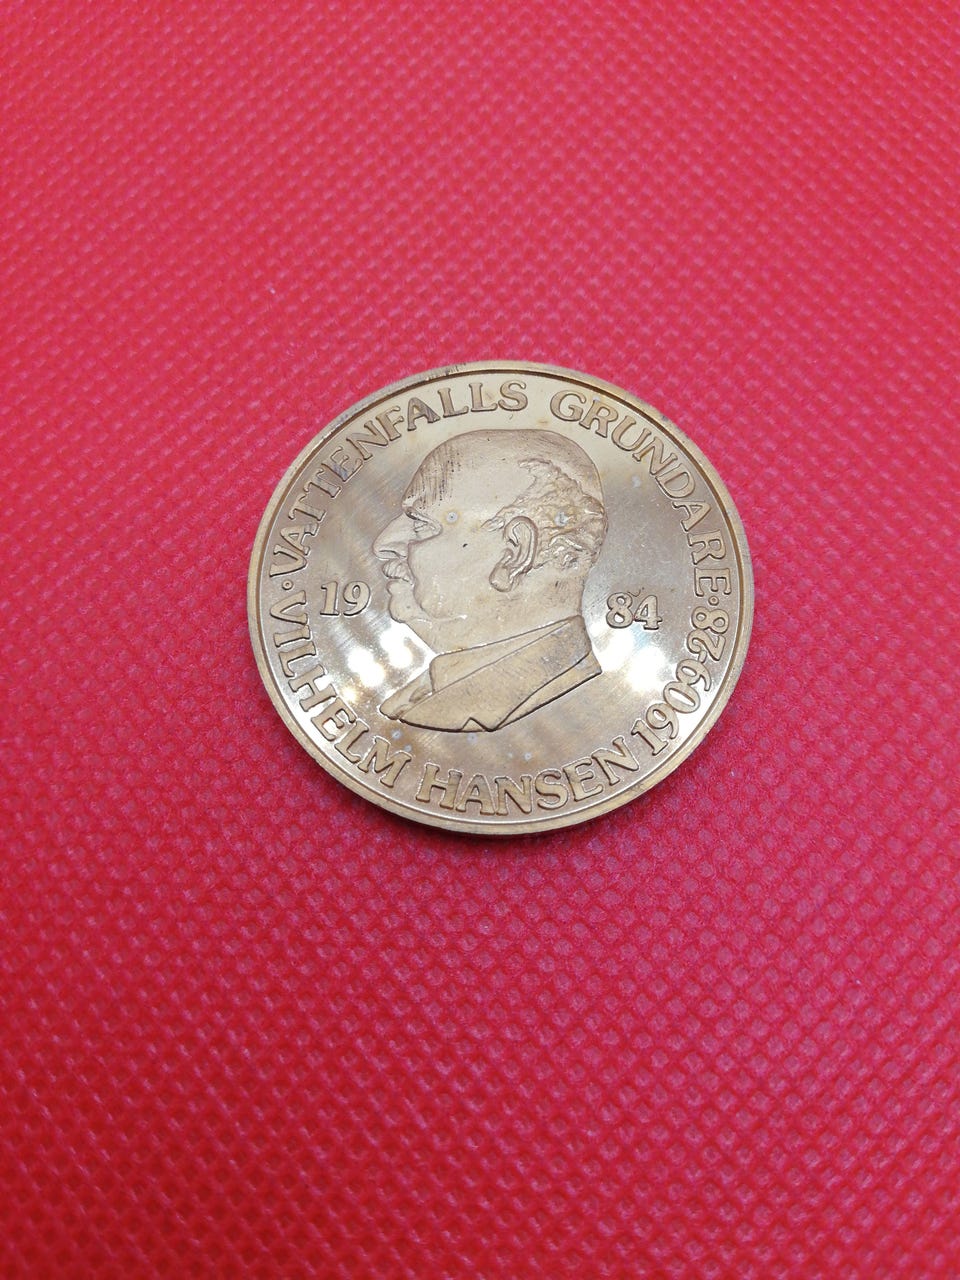 VATTENFALLS GRUNDARE
19 84
VILHELM HANSEN 1909-28